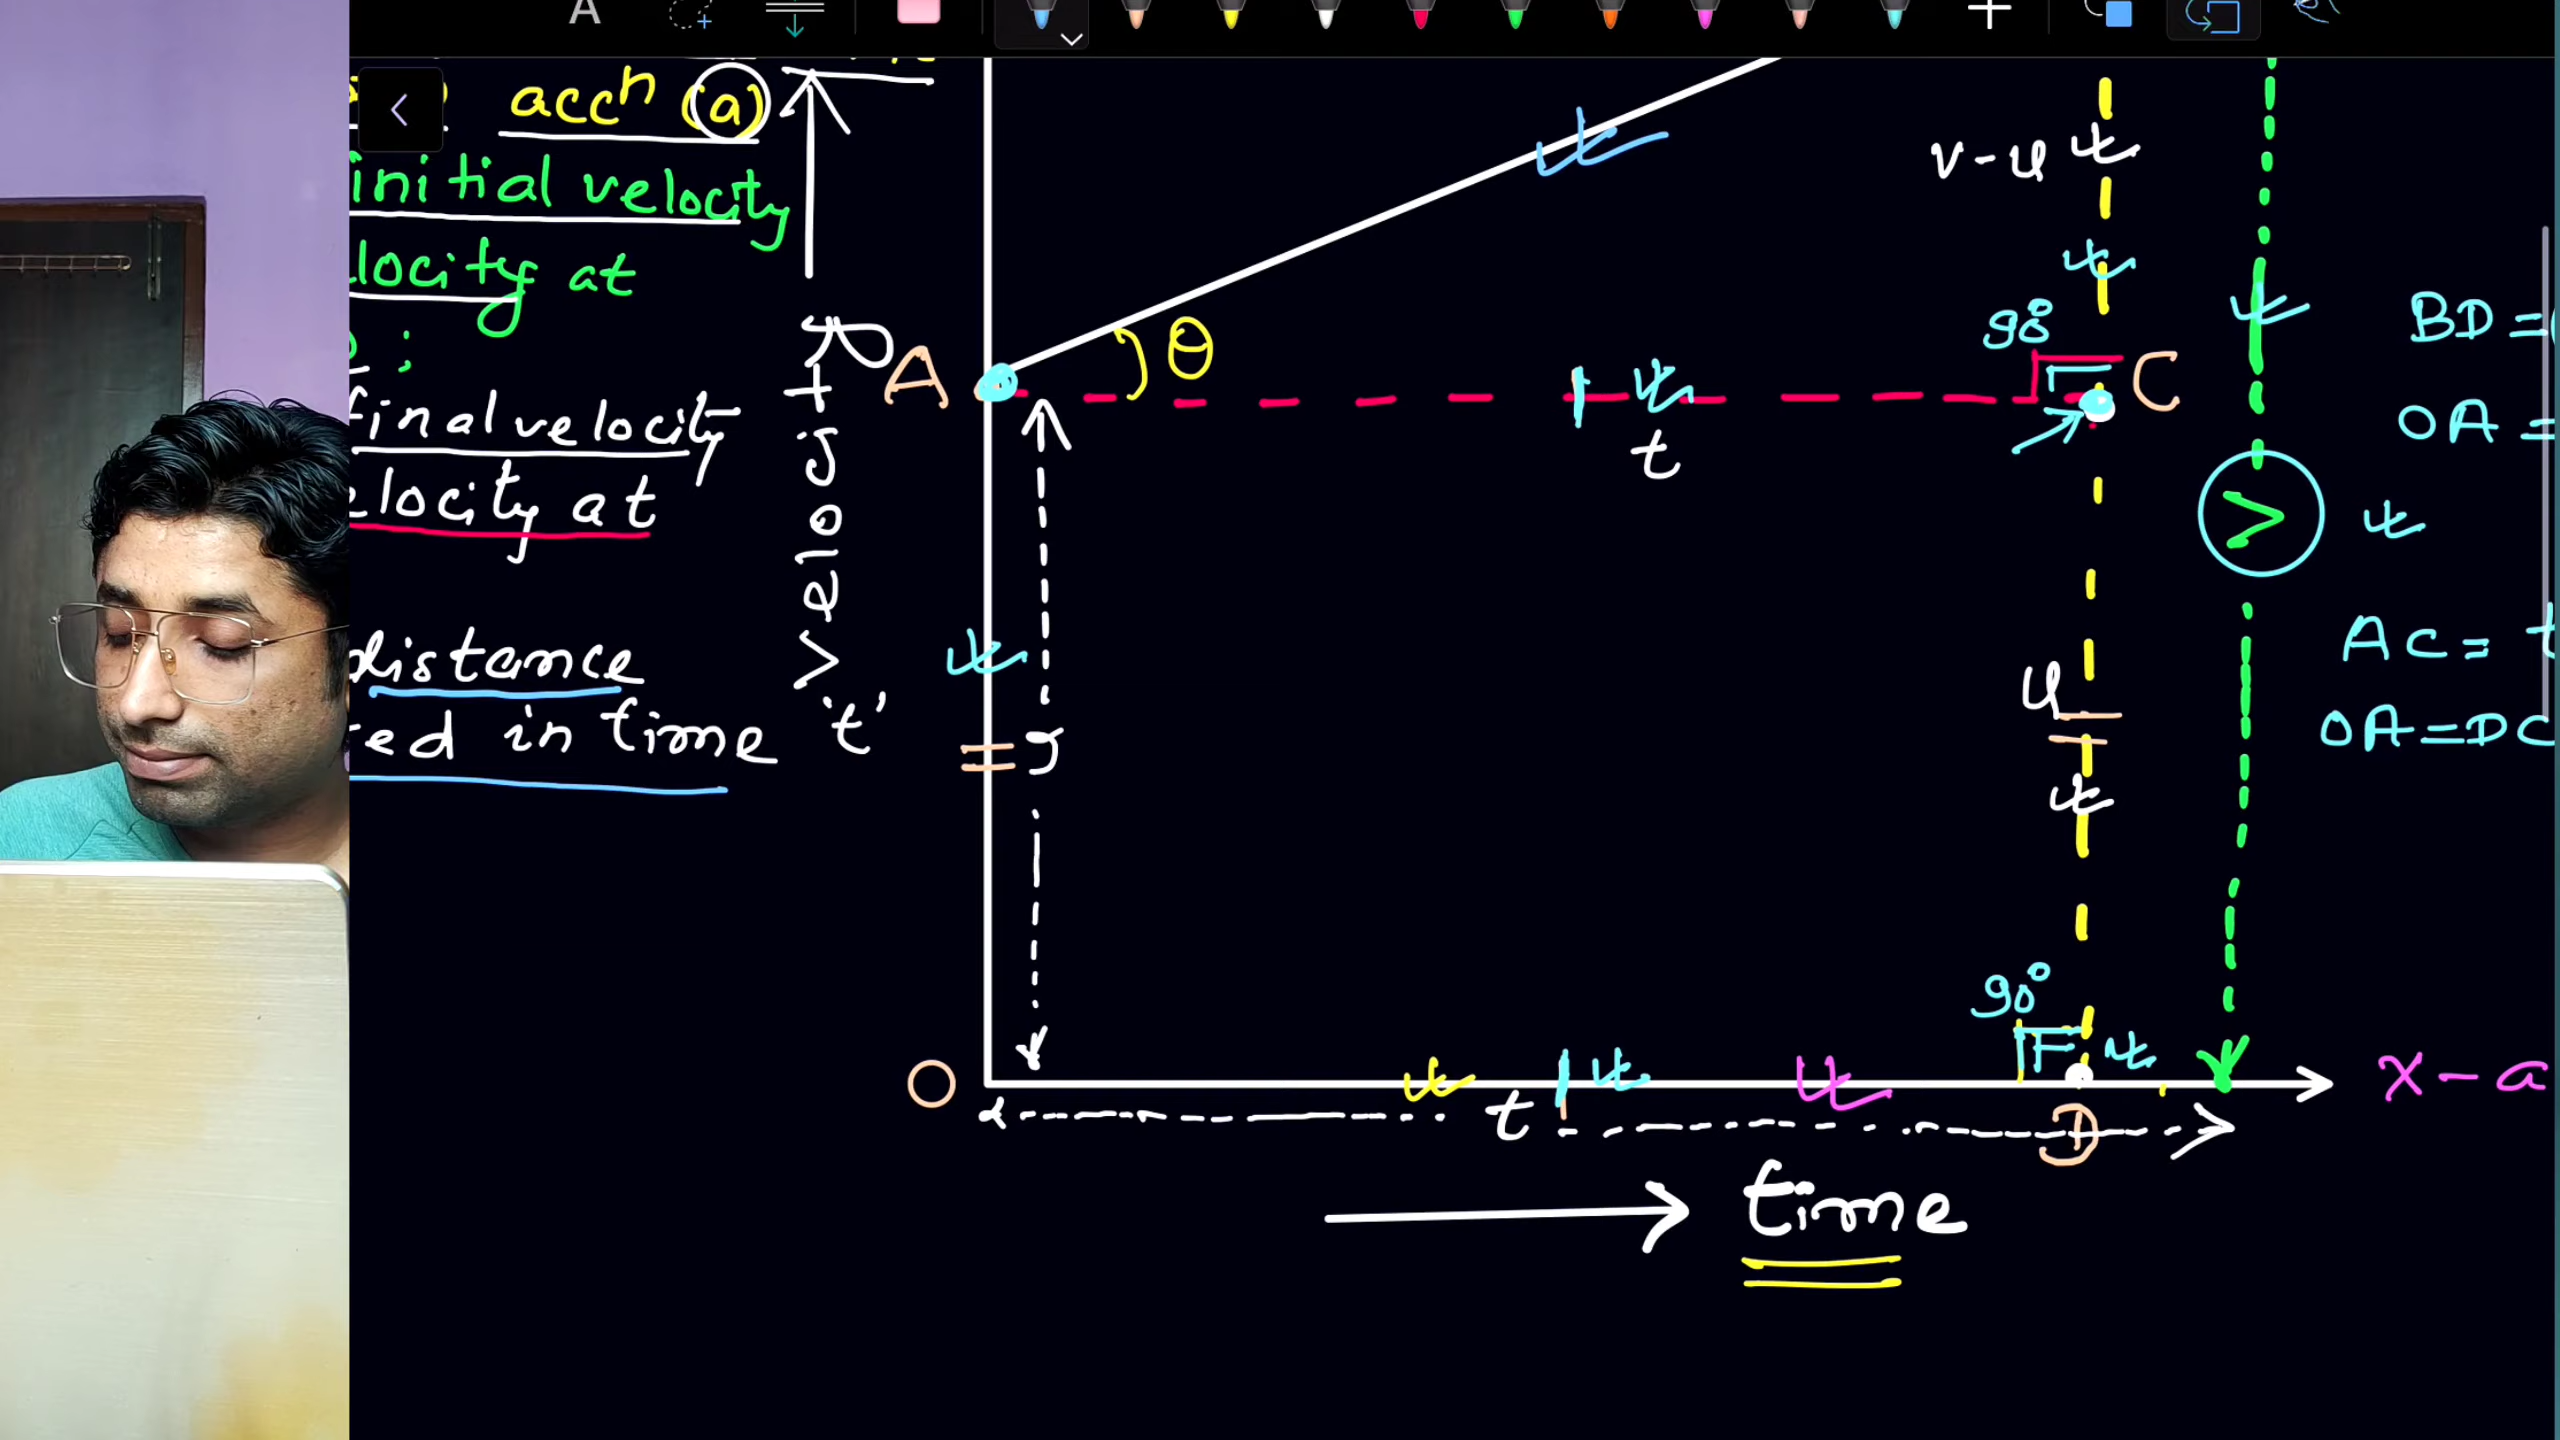 A
accn (a)
initial velocity
locity at
;
final velocity
elocity at
distance
ed in time 't'
velocity
A
θ
t
90°
C
v-u
u
u
>
BD =
OA =
AC = t
OA = DC
90°
O
t
D
x-a
time